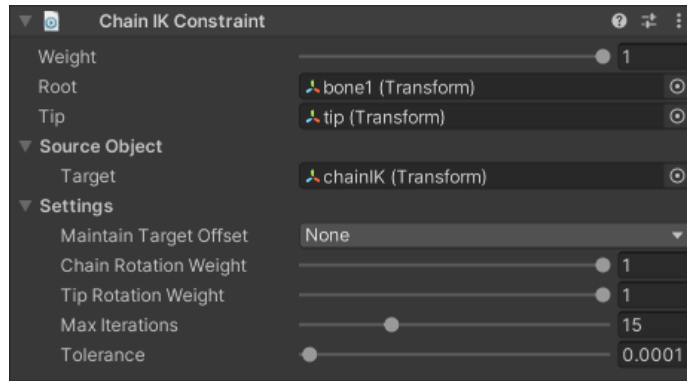 Chain IK Constraint
Weight 1
Root bone1 (Transform)
Tip tip (Transform)
Source Object
Target chainIK (Transform)
Settings
Maintain Target Offset None
Chain Rotation Weight 1
Tip Rotation Weight 1
Max Iterations 15
Tolerance 0.0001